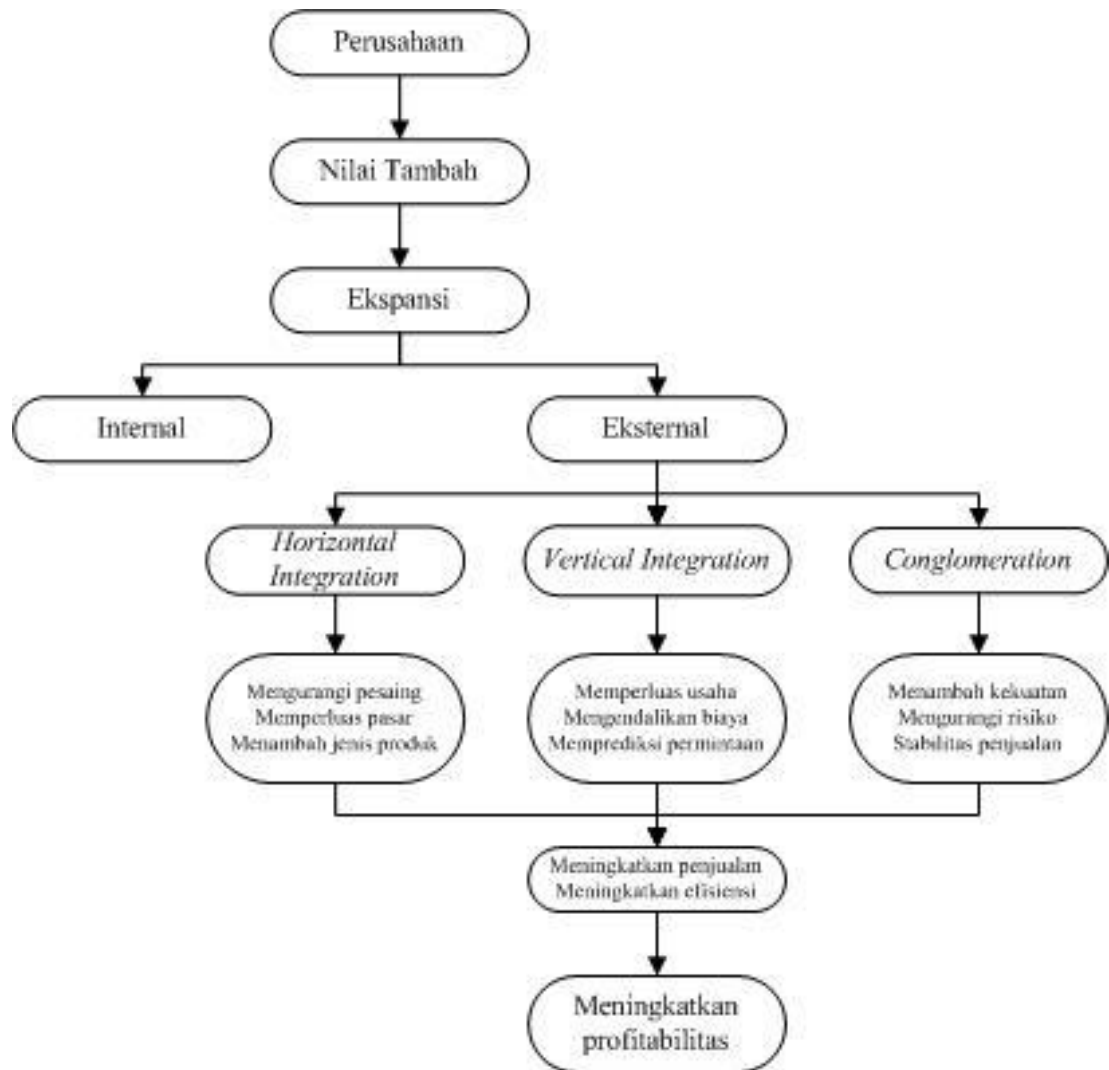 Perusahaan
Nilai Tambah
Ekspansi
Internal
Eksternal
Horizontal
Integration
Vertical Integration
Conglomeration
Mengurangi pesaing
Memperluas pasar
Menambah jenis produk
Memperluas usaha
Mengendalikan biaya
Memprediksi permintaan
Menambah kekuatan
Mengurangi risiko
Stabilitas penjualan
Meningkatkan penjualan
Meningkatkan efisiensi
Meningkatkan
profitabilitas